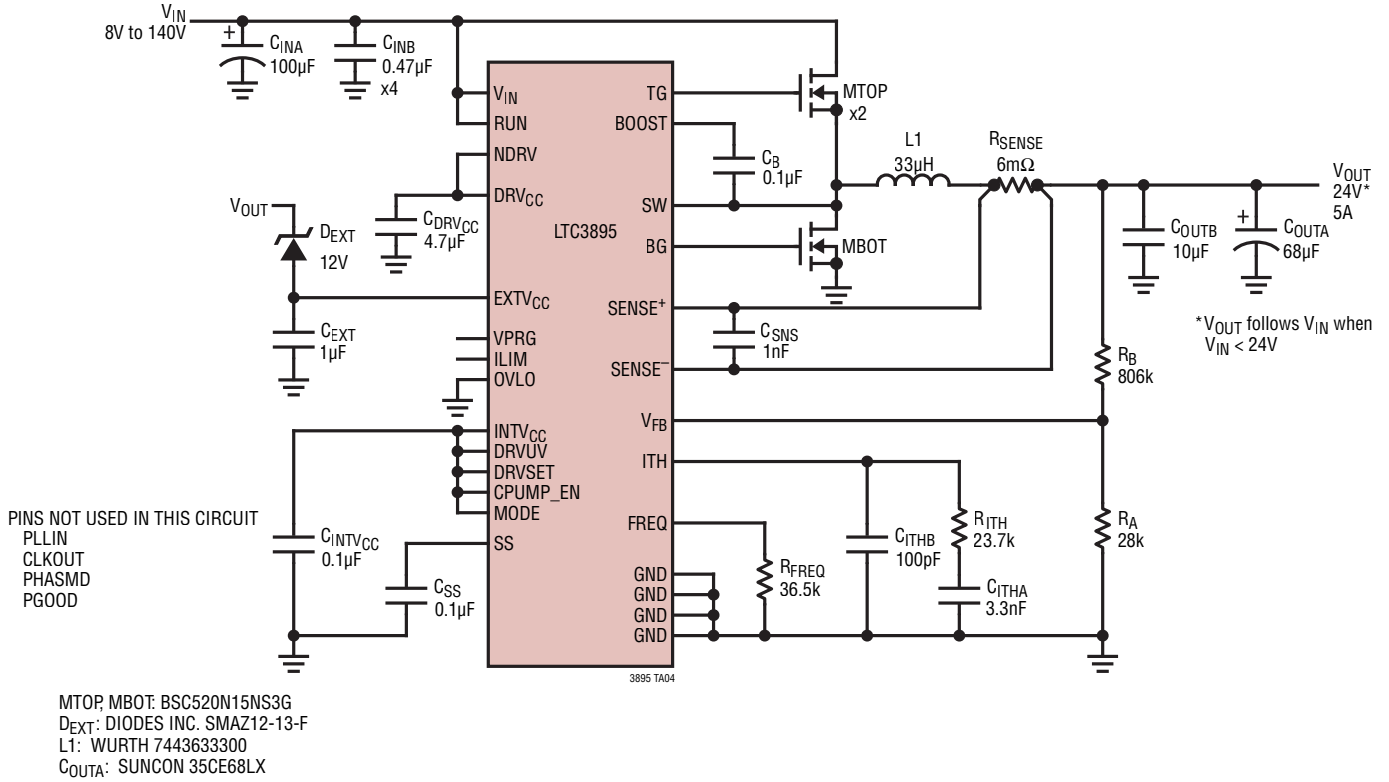 VIN
8V to 140V
+
CINA
100µF
CINB
0.47µF
x4
VIN
RUN
NDRV
DRVCC
EXTVCC
VPRG
ILIM
OVLO
INTVCC
DRVUV
DRVSET
CPUMP_EN
MODE
SS
LTC3895
TG
BOOST
SW
BG
SENSE+
SENSE–
VFB
ITH
FREQ
GND
GND
GND
GND
MTOP
x2
CB
0.1µF
L1
33µH
RSENSE
6mΩ
VOUT
24V*
5A
MBOT
COUTB
10µF
+
COUTA
68µF
*VOUT follows VIN when
VIN < 24V
CDRVCC
4.7µF
VOUT
DEXT
12V
CEXT
1µF
CSNS
1nF
RB
806k
RA
28k
PINS NOT USED IN THIS CIRCUIT
PLLIN
CLKOUT
PHASMD
PGOOD
CINTVCC
0.1µF
CSS
0.1µF
RFREQ
36.5k
CITHB
100pF
RITH
23.7k
CITHA
3.3nF
3895 TA04
MTOP, MBOT: BSC520N15NS3G
DEXT: DIODES INC. SMAZ12-13-F
L1: WURTH 7443633300
COUTA: SUNCON 35CE68LX